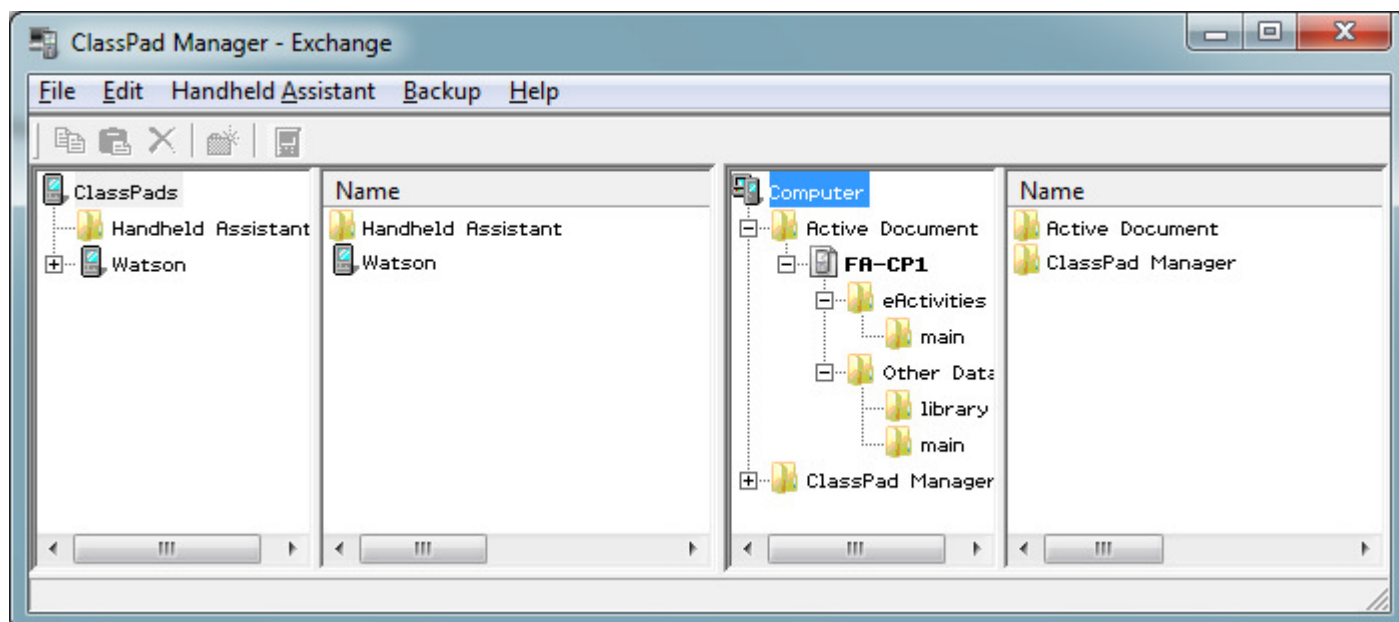 ClassPad Manager - Exchange
File Edit Handheld Assistant Backup Help
ClassPads
Handheld Assistant
Watson
Name
Handheld Assistant
Watson
Computer
Active Document
FA-CP1
eActivities
main
Other Data
library
main
ClassPad Manager
Name
Active Document
ClassPad Manager